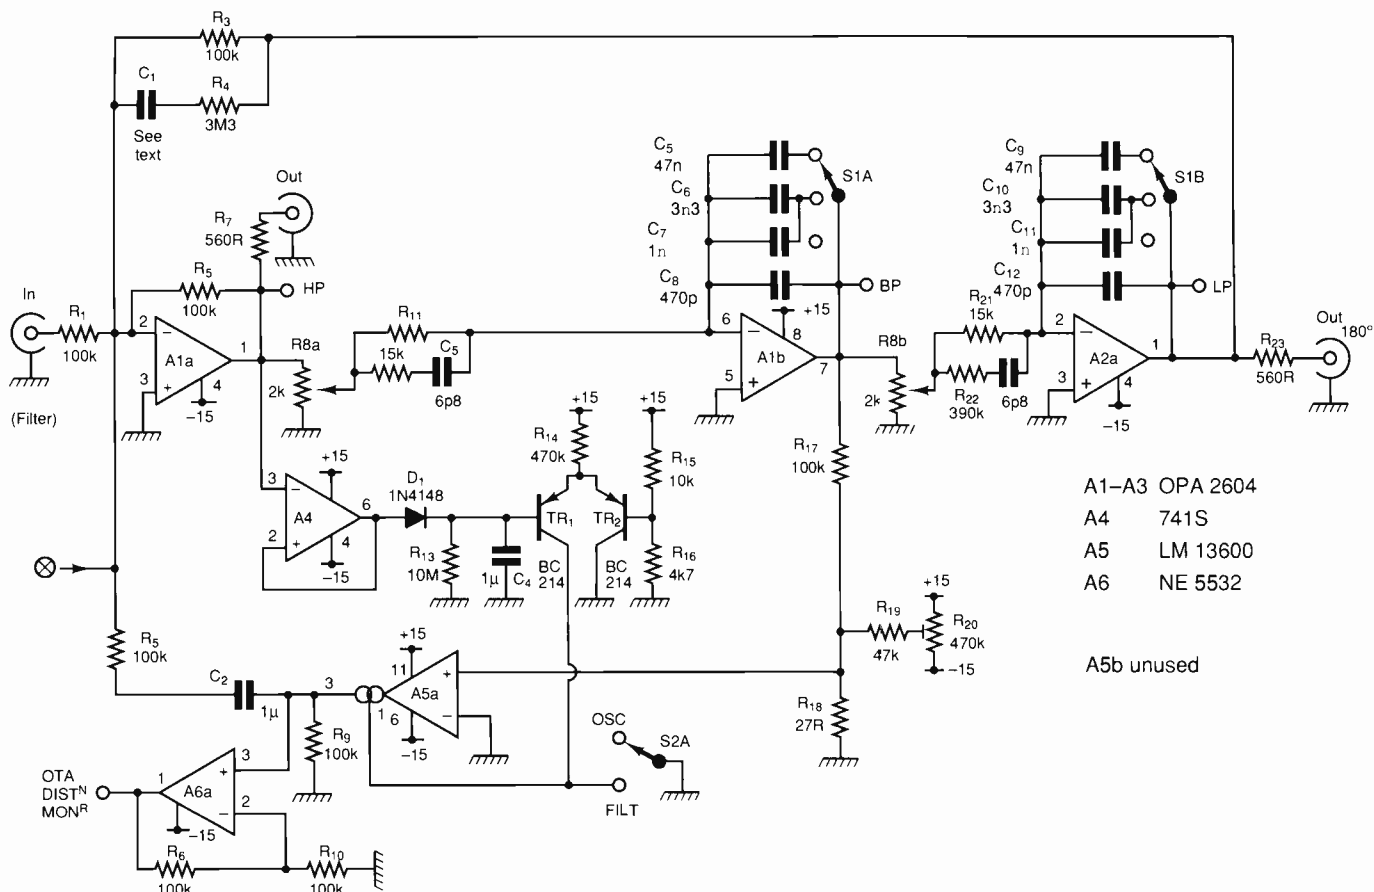 R3
100k
C1
R4
3M3
See
text
Out
R7
560R
R5
100k
HP
In
R1
100k
(Filter)
2
3
A1a
1
4
−15
R8a
2k
R11
15k
C5
6p8
C5
47n
C6
3n3
C7
1n
C8
470p
S1A
BP
+15
6
5
A1b
8
7
R8b
2k
C9
47n
C10
3n3
C11
1n
C12
470p
S1B
LP
R21
15k
R22
390k
6p8
2
3
A2a
1
4
−15
R23
560R
Out
180°
3
2
A4
+15
6
4
−15
D1
1N4148
R13
10M
1μ
C4
R14
470k
+15
+15
R15
10k
TR1
TR2
BC
214
BC
214
R16
4k7
R17
100k
R19
47k
+15
R20
470k
−15
R18
27R
A1–A3 OPA 2604
A4 741S
A5 LM 13600
A6 NE 5532
A5b unused
R5
100k
C2
1μ
3
+15
11
A5a
1
6
−15
R9
100k
OSC
S2A
FILT
OTA
DISTN
MONR
1
A6a
3
2
−15
R6
100k
R10
100k